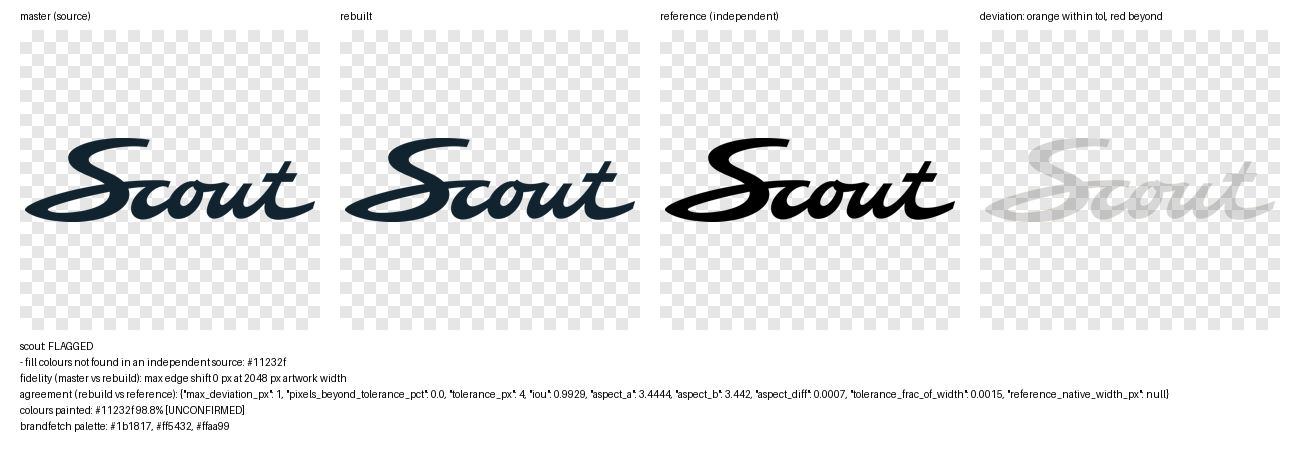 master (source)
rebuilt
reference (independent)
deviation: orange within tol, red beyond
Scout
Scout
Scout
Scout
scout: FLAGGED
- fill colours not found in an independent source: #11232f
fidelity (master vs rebuild): max edge shift 0 px at 2048 px artwork width
agreement (rebuild vs reference): {"max_deviation_px": 1, "pixels_beyond_tolerance_pct": 0.0, "tolerance_px": 4, "iou": 0.9929, "aspect_a": 3.4444, "aspect_b": 3.442, "aspect_diff": 0.0007, "tolerance_frac_of_width": 0.0015, "reference_native_width_px": null}
colours painted: #11232f 98.8% [UNCONFIRMED]
brandfetch palette: #1b1817, #ff5432, #ffaa99